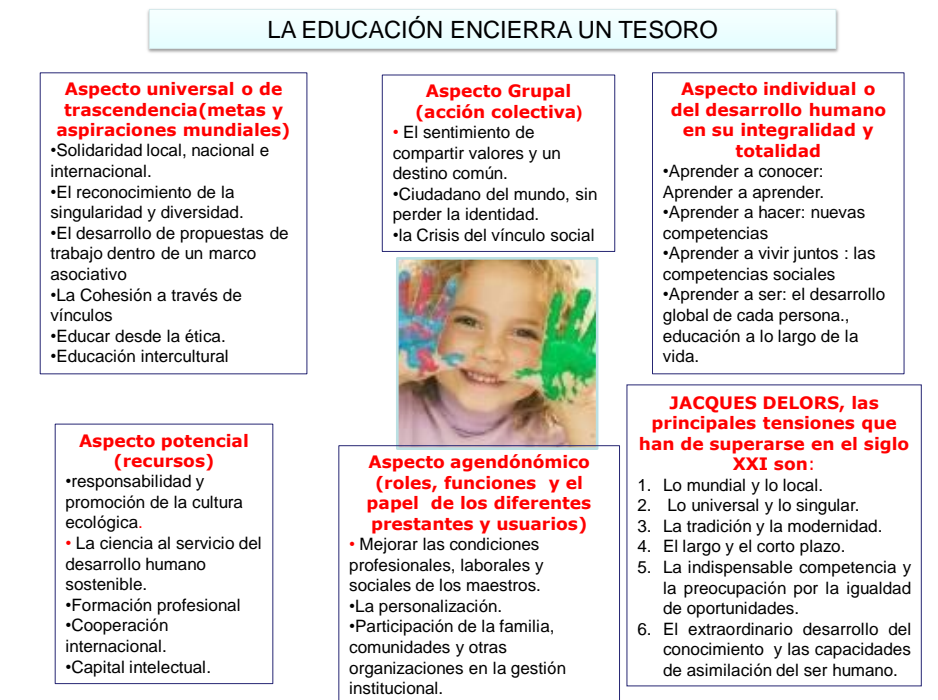 LA EDUCACIÓN ENCIERRA UN TESORO
Aspecto universal o de
trascendencia(metas y
aspiraciones mundiales)
•Solidaridad local, nacional e
internacional.
•El reconocimiento de la
singularidad y diversidad.
•El desarrollo de propuestas de
trabajo dentro de un marco
asociativo
•La Cohesión a través de
vínculos
•Educar desde la ética.
•Educación intercultural
Aspecto Grupal
(acción colectiva)
• El sentimiento de
compartir valores y un
destino común.
•Ciudadano del mundo, sin
perder la identidad.
•la Crisis del vínculo social
Aspecto individual o
del desarrollo humano
en su integralidad y
totalidad
•Aprender a conocer:
Aprender a aprender.
•Aprender a hacer: nuevas
competencias
•Aprender a vivir juntos : las
competencias sociales
•Aprender a ser: el desarrollo
global de cada persona.,
educación a lo largo de la
vida.
Aspecto potencial
(recursos)
•responsabilidad y
promoción de la cultura
ecológica.
• La ciencia al servicio del
desarrollo humano
sostenible.
•Formación profesional
•Cooperación
internacional.
•Capital intelectual.
Aspecto agendónómico
(roles, funciones y el
papel de los diferentes
prestantes y usuarios)
• Mejorar las condiciones
profesionales, laborales y
sociales de los maestros.
•La personalización.
•Participación de la familia,
comunidades y otras
organizaciones en la gestión
institucional.
JACQUES DELORS, las
principales tensiones que
han de superarse en el siglo
XXI son:
1. Lo mundial y lo local.
2. Lo universal y lo singular.
3. La tradición y la modernidad.
4. El largo y el corto plazo.
5. La indispensable competencia y
la preocupación por la igualdad
de oportunidades.
6. El extraordinario desarrollo del
conocimiento y las capacidades
de asimilación del ser humano.